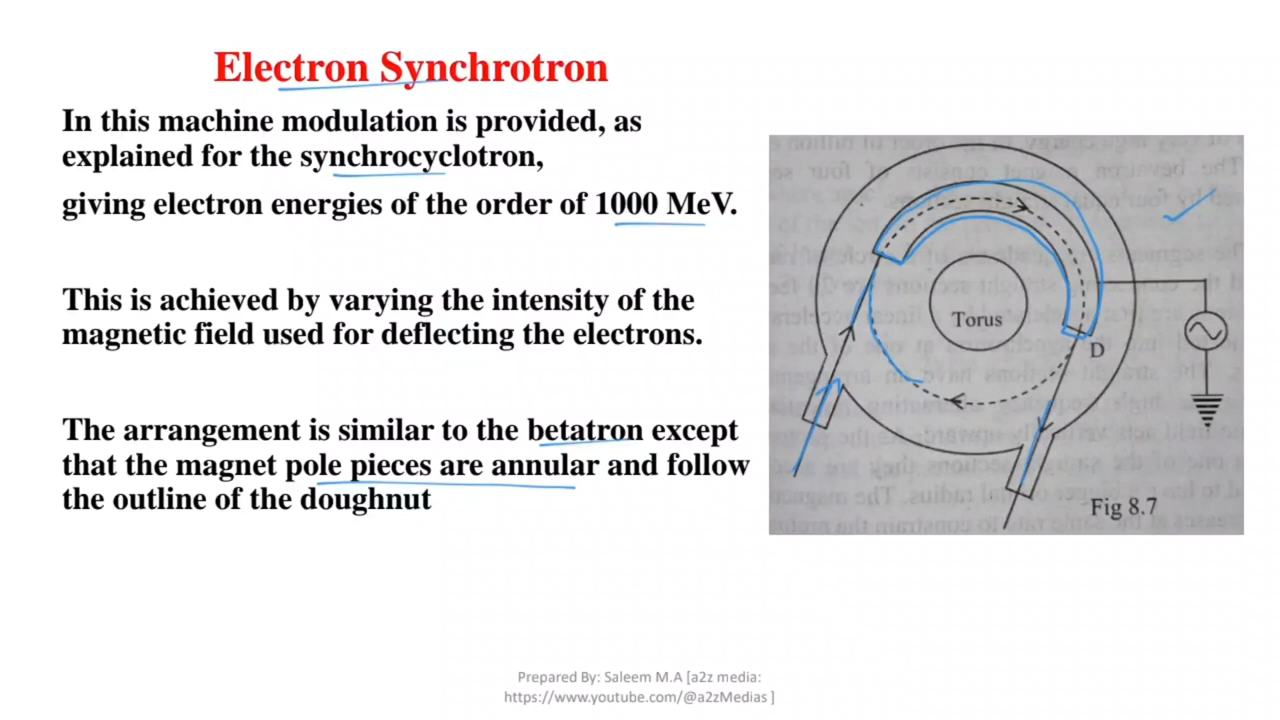 Electron Synchrotron
In this machine modulation is provided, as
explained for the synchrocyclotron,
giving electron energies of the order of 1000 MeV.
This is achieved by varying the intensity of the
magnetic field used for deflecting the electrons.
The arrangement is similar to the betatron except
that the magnet pole pieces are annular and follow
the outline of the doughnut
Torus
D
Fig 8.7
Prepared By: Saleem M.A [a2z media:
https://www.youtube.com/@a2zMedias ]